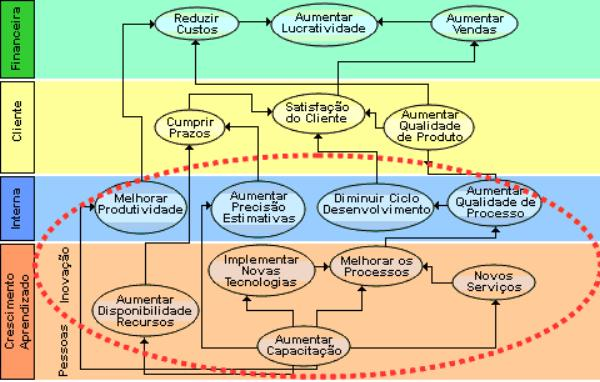 Financeira
Reduzir
Custos
Aumentar
Lucratividade
Aumentar
Vendas
Cliente
Cumprir
Prazos
Satisfação
do Cliente
Aumentar
Qualidade
de Produto
Interna
Melhorar
Produtividade
Aumentar
Precisão
Estimativas
Diminuir Ciclo
Desenvolvimento
Aumentar
Qualidade de
Processo
Crescimento
Aprendizado
Inovação
Pessoas
Implementar
Novas
Tecnologias
Melhorar os
Processos
Novos
Serviços
Aumentar
Disponibilidade
Recursos
Aumentar
Capacitação